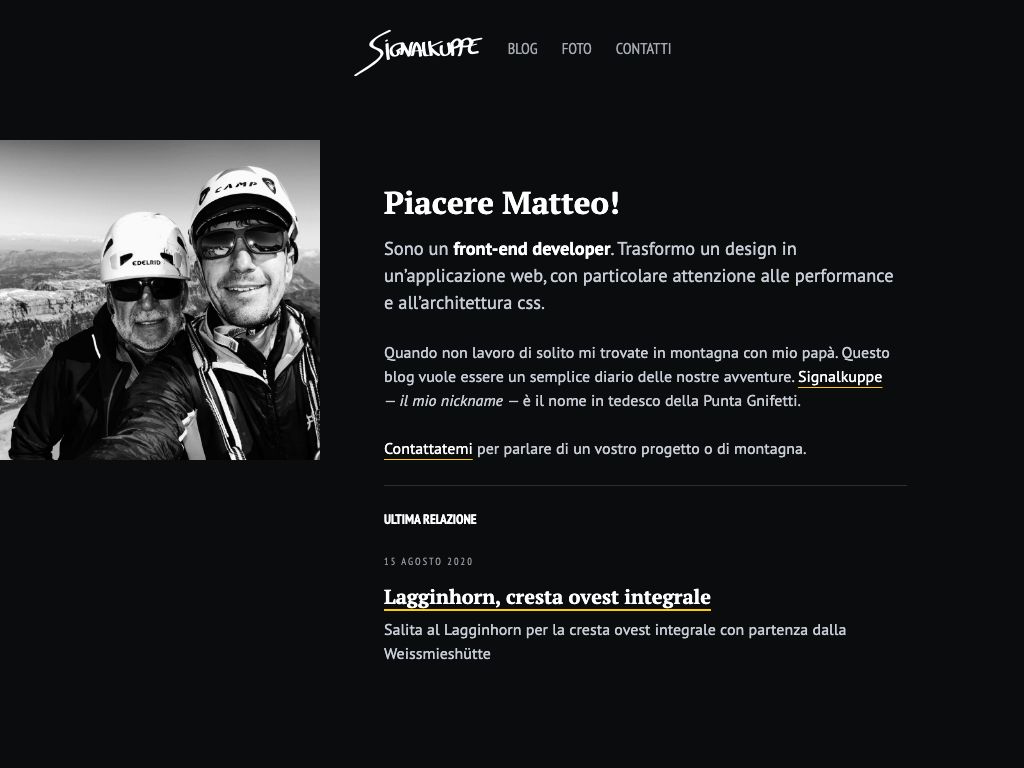 SIGNALKUPPE BLOG FOTO CONTATTI
CAMP
EDELRID
Piacere Matteo!
Sono un front-end developer. Trasformo un design in
un'applicazione web, con particolare attenzione alle performance
e all'architettura css.
Quando non lavoro di solito mi trovate in montagna con mio papà. Questo
blog vuole essere un semplice diario delle nostre avventure. Signalkuppe
— il mio nickname — è il nome in tedesco della Punta Gnifetti.
Contattatemi per parlare di un vostro progetto o di montagna.
ULTIMA RELAZIONE
15 AGOSTO 2020
Lagginhorn, cresta ovest integrale
Salita al Lagginhorn per la cresta ovest integrale con partenza dalla
Weissmieshütte